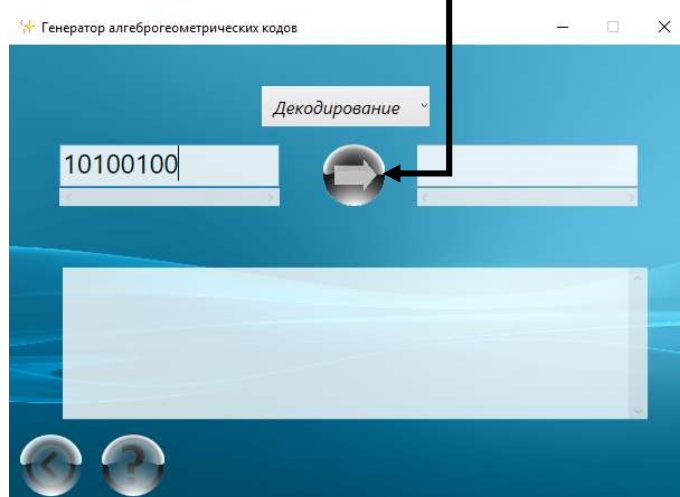 Генератор алгеброгеометрических кодов
Декодирование
10100100
?